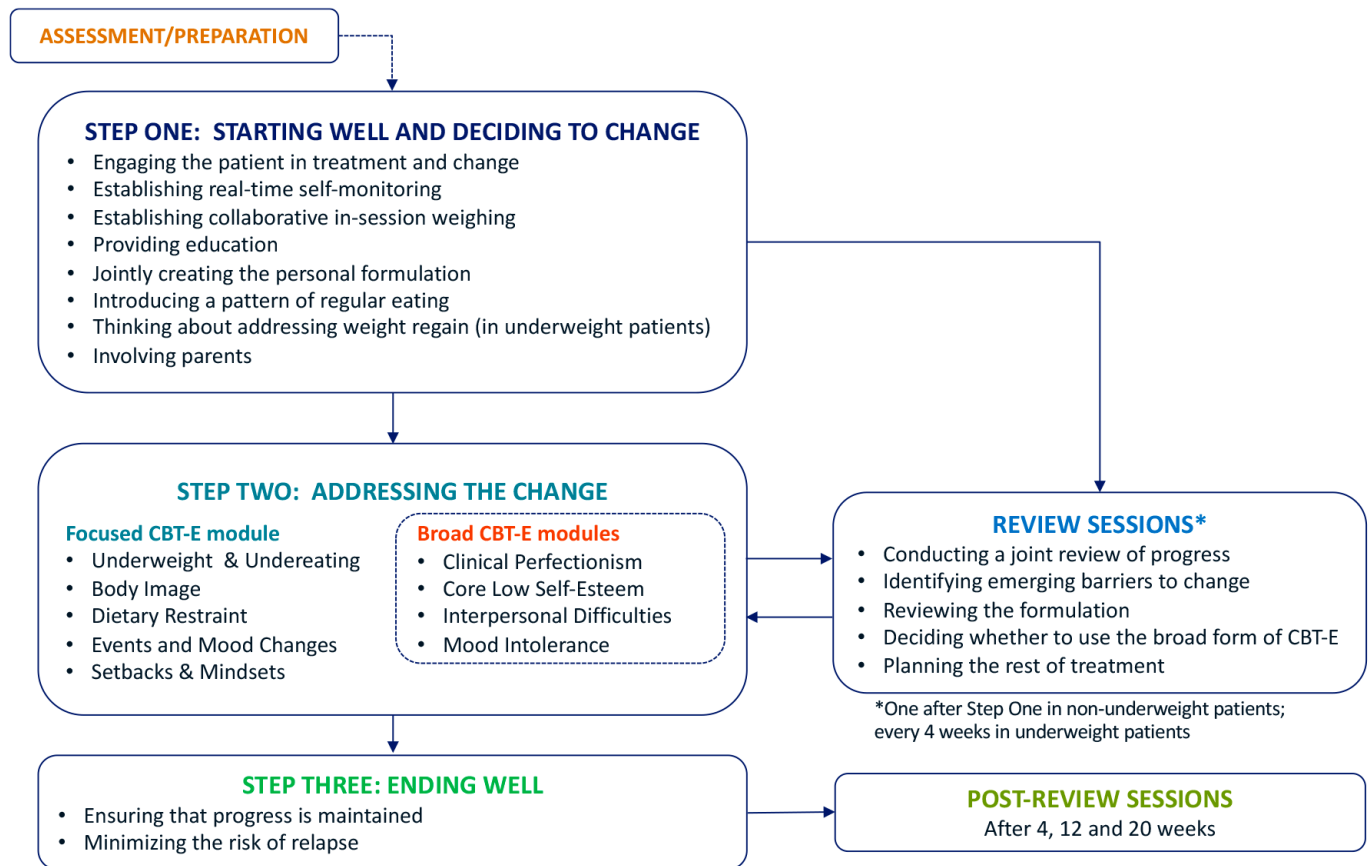 ASSESSMENT/PREPARATION
STEP ONE:  STARTING WELL AND DECIDING TO CHANGE
• Engaging the patient in treatment and change
• Establishing real-time self-monitoring
• Establishing collaborative in-session weighing
• Providing education
• Jointly creating the personal formulation
• Introducing a pattern of regular eating
• Thinking about addressing weight regain (in underweight patients)
• Involving parents
STEP TWO:  ADDRESSING THE CHANGE
Focused CBT-E module
• Underweight  & Undereating
• Body Image
• Dietary Restraint
• Events and Mood Changes
• Setbacks & Mindsets
Broad CBT-E modules
• Clinical Perfectionism
• Core Low Self-Esteem
• Interpersonal Difficulties
• Mood Intolerance
REVIEW SESSIONS*
• Conducting a joint review of progress
• Identifying emerging barriers to change
• Reviewing the formulation
• Deciding whether to use the broad form of CBT-E
• Planning the rest of treatment
*One after Step One in non-underweight patients;
every 4 weeks in underweight patients
STEP THREE: ENDING WELL
• Ensuring that progress is maintained
• Minimizing the risk of relapse
POST-REVIEW SESSIONS
After 4, 12 and 20 weeks